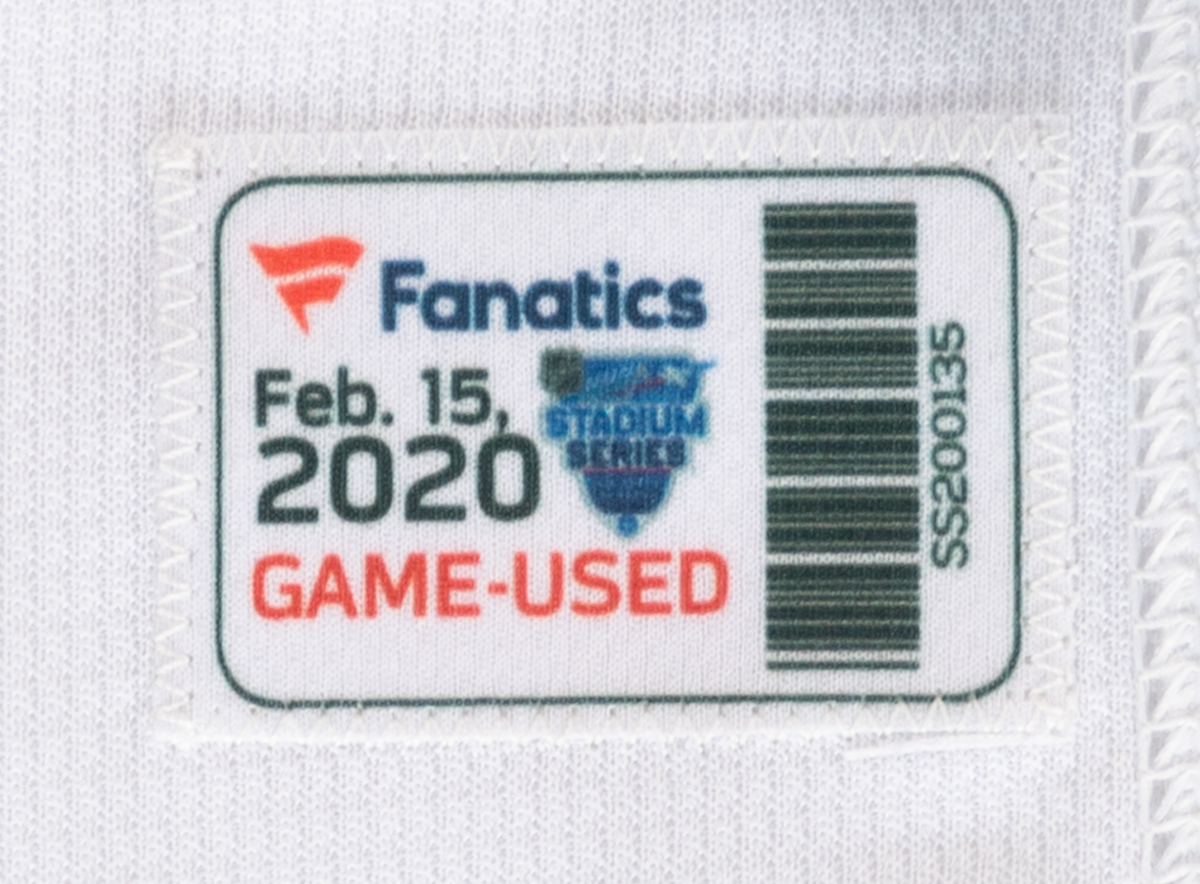 Fanatics
Feb. 15,
2020
STADIUM
SERIES
GAME-USED
SS200135